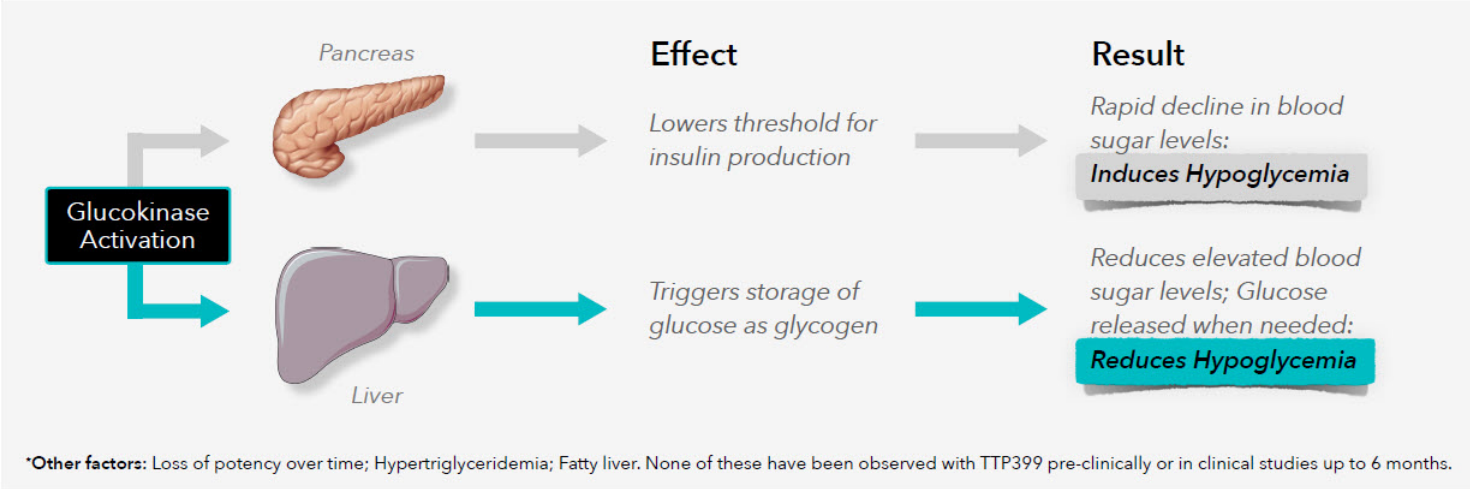 Pancreas
Effect
Result
Glucokinase
Activation
Lowers threshold for
insulin production
Rapid decline in blood
sugar levels:
Induces Hypoglycemia
Liver
Triggers storage of
glucose as glycogen
Reduces elevated blood
sugar levels; Glucose
released when needed:
Reduces Hypoglycemia
*Other factors: Loss of potency over time; Hypertriglyceridemia; Fatty liver. None of these have been observed with TTP399 pre-clinically or in clinical studies up to 6 months.